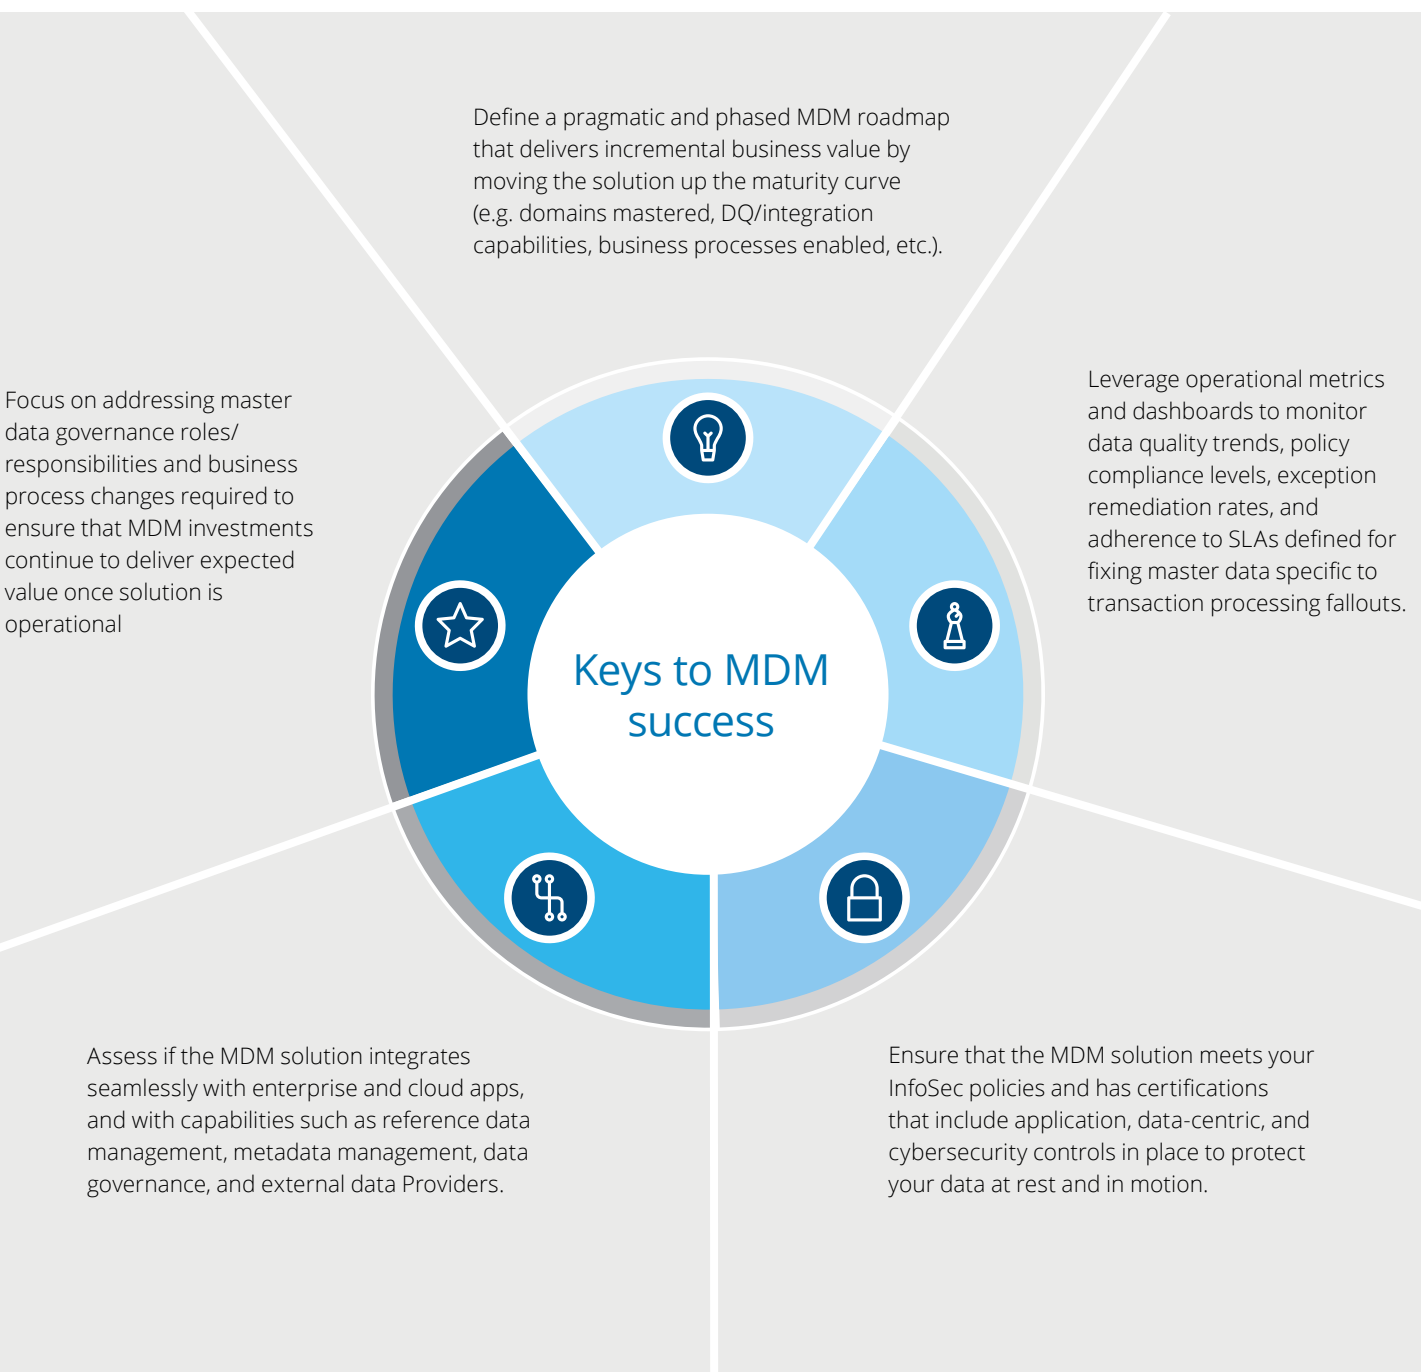 Define a pragmatic and phased MDM roadmap
that delivers incremental business value by
moving the solution up the maturity curve
(e.g. domains mastered, DQ/integration
capabilities, business processes enabled, etc.).
Leverage operational metrics
and dashboards to monitor
data quality trends, policy
compliance levels, exception
remediation rates, and
adherence to SLAs defined for
fixing master data specific to
transaction processing fallouts.
Focus on addressing master
data governance roles/
responsibilities and business
process changes required to
ensure that MDM investments
continue to deliver expected
value once solution is
operational
Keys to MDM
success
Assess if the MDM solution integrates
seamlessly with enterprise and cloud apps,
and with capabilities such as reference data
management, metadata management, data
governance, and external data Providers.
Ensure that the MDM solution meets your
InfoSec policies and has certifications
that include application, data-centric, and
cybersecurity controls in place to protect
your data at rest and in motion.